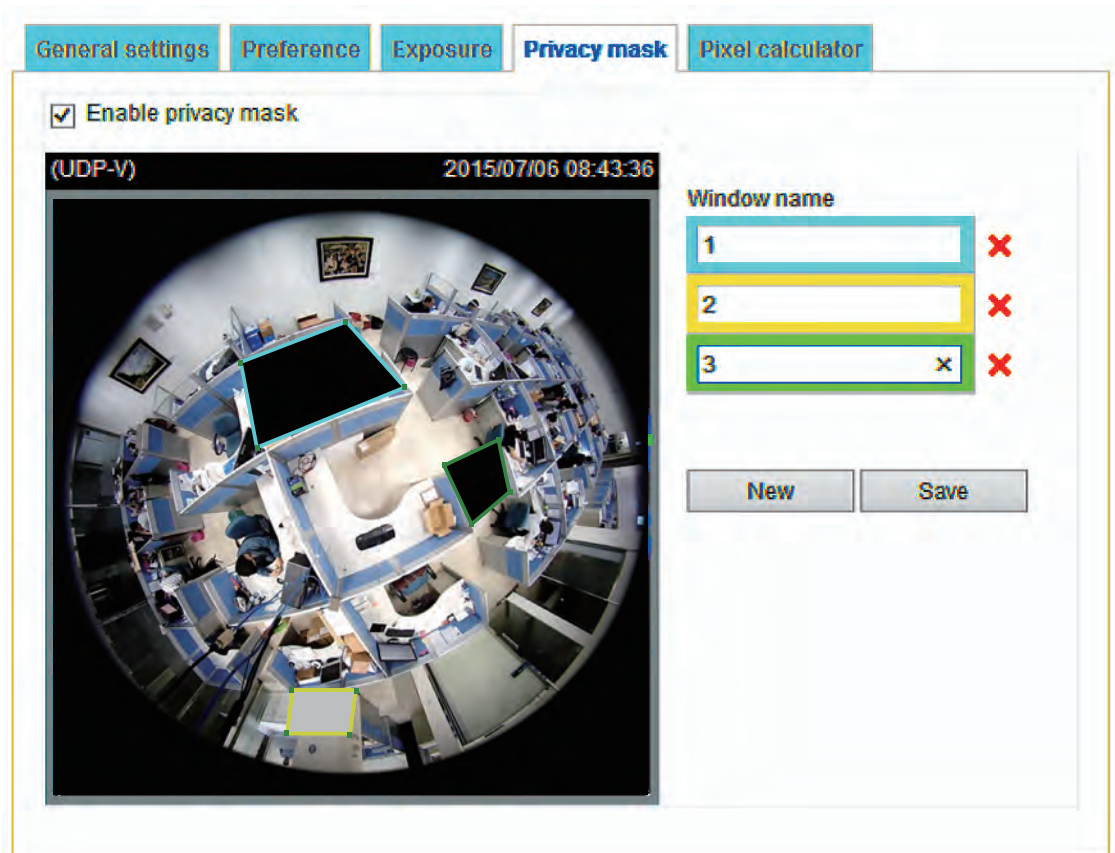 General settings Preference Exposure Privacy mask Pixel calculator
Enable privacy mask
(UDP-V) 2015/07/06 08:43:36
Window name
1
2
3
New Save